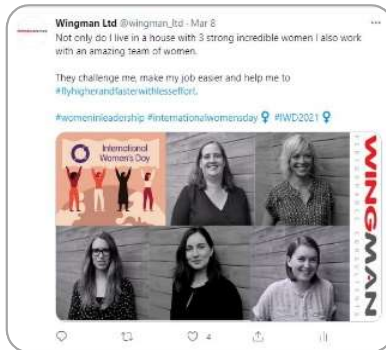 Wingman Ltd @wingman_ltd · Mar 8
Not only do I live in a house with 3 strong incredible women I also work
with an amazing team of women.
They challenge me, make my job easier and help me to
#flyhigherandfasterwithlesseffort.
#womeninleadership #internationalwomensday ♀ #IWD2021 ♀
International
Women's Day
WINGMAN
PERFORMANCE CONSULTANTS
4